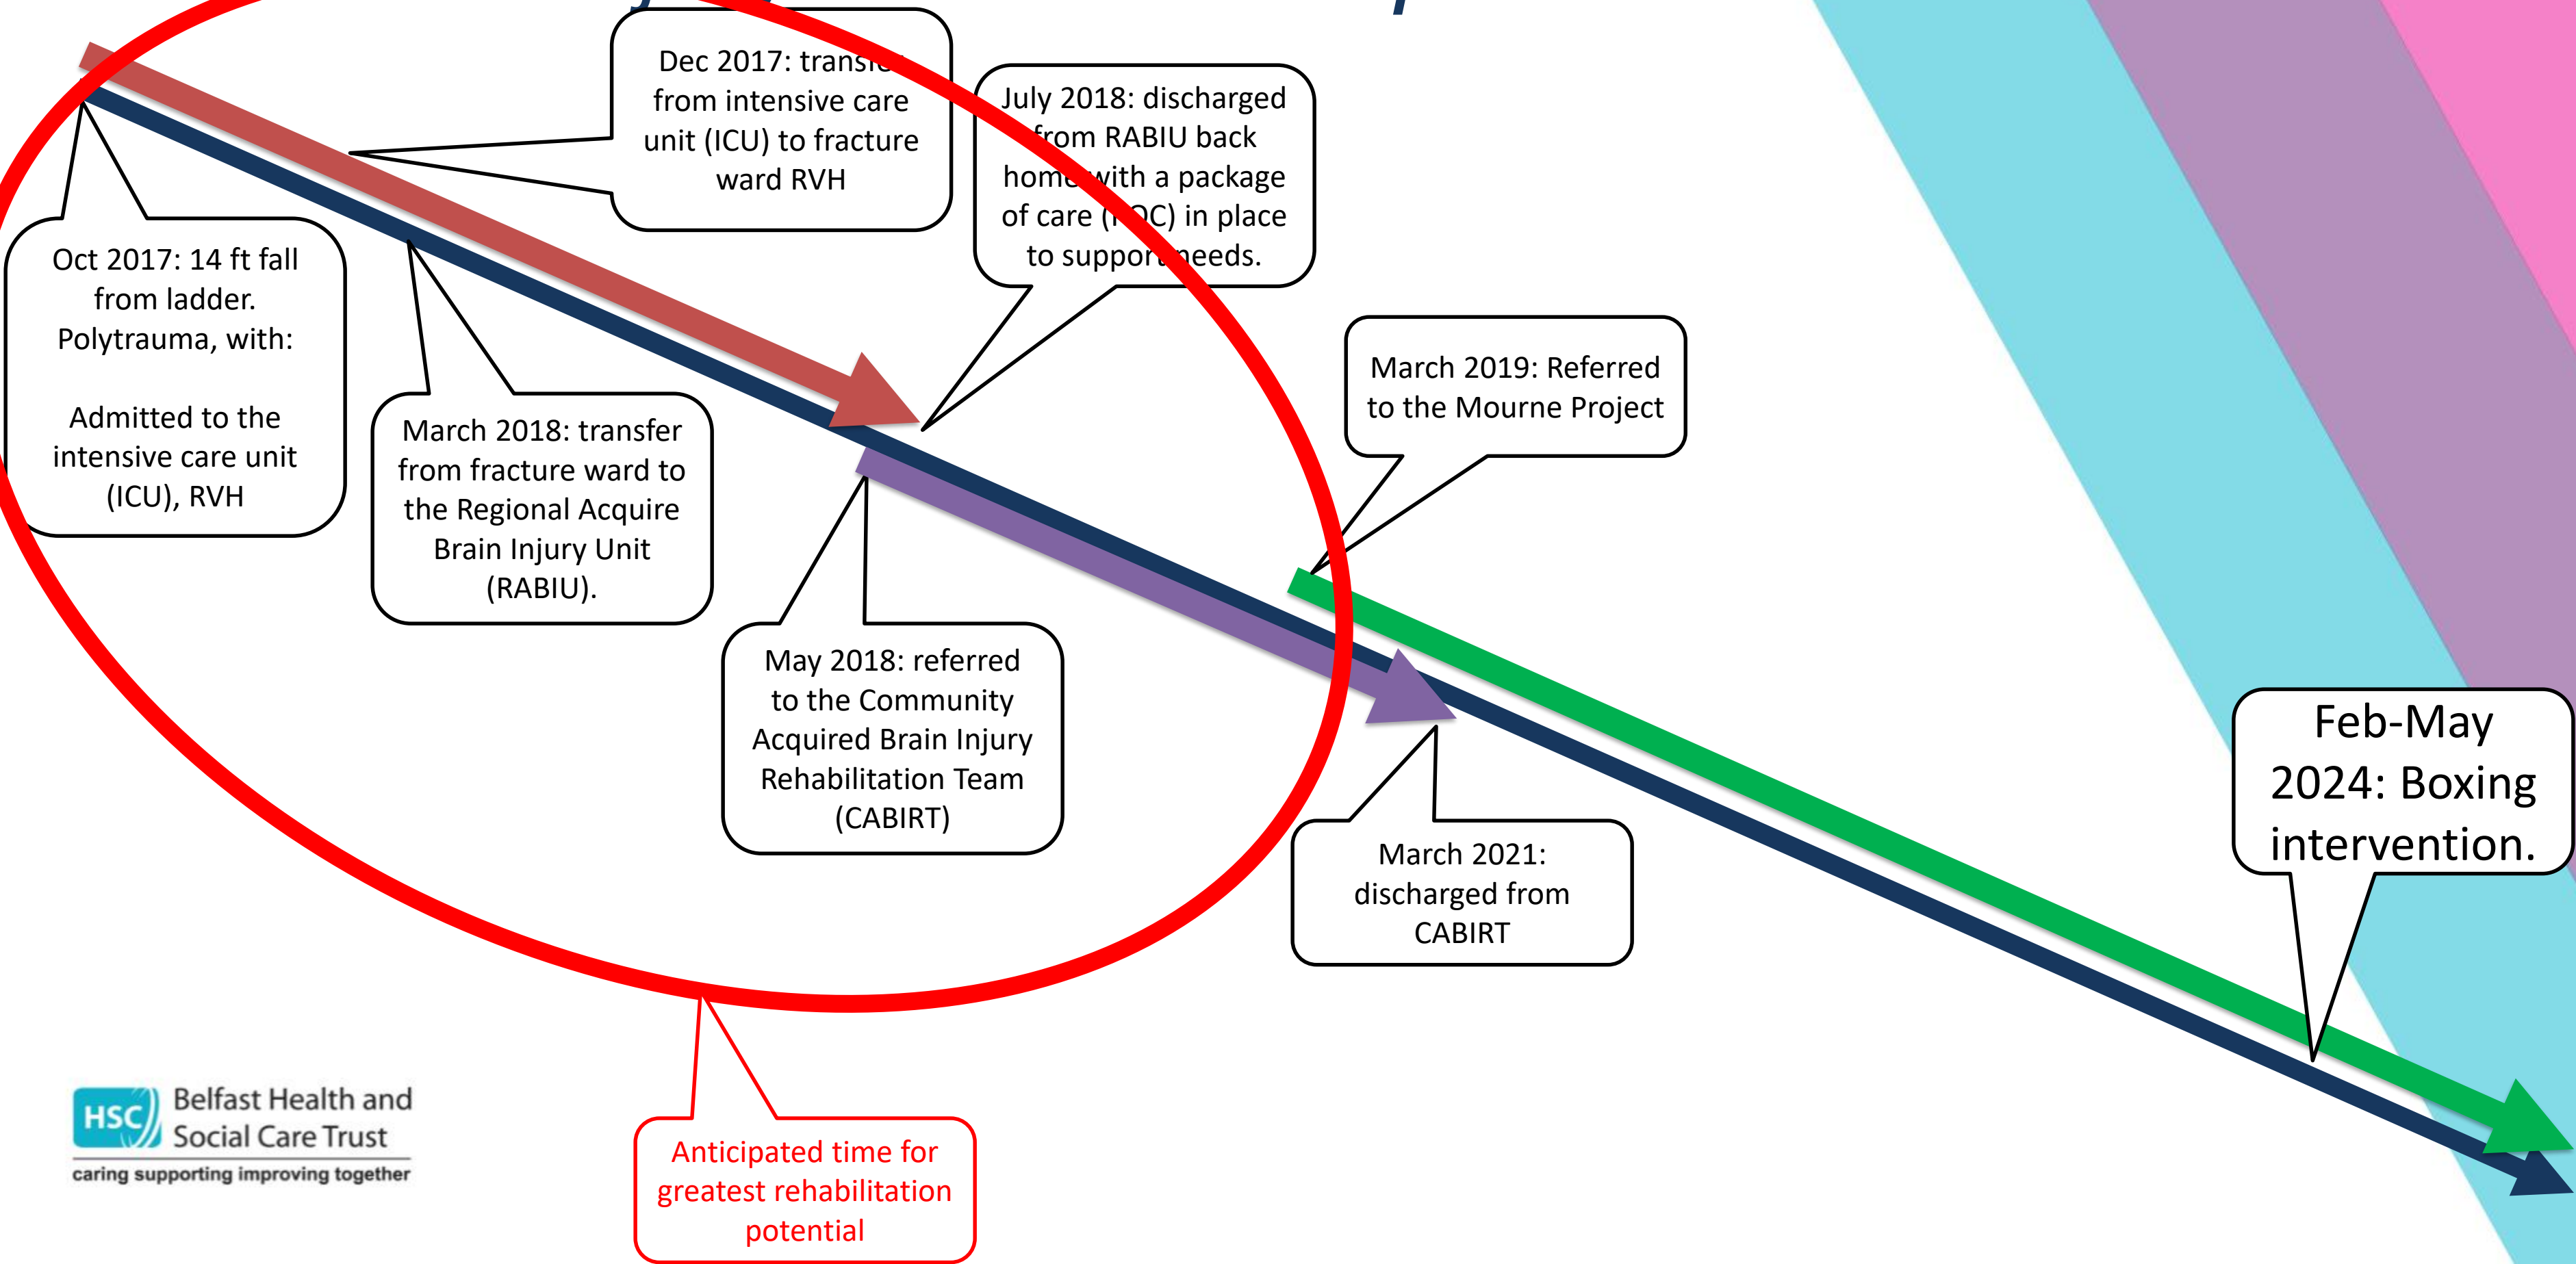 Oct 2017: 14 ft fall
from ladder.
Polytrauma, with:
Admitted to the
intensive care unit
(ICU), RVH
Dec 2017: transfer
from intensive care
unit (ICU) to fracture
ward RVH
March 2018: transfer
from fracture ward to
the Regional Acquire
Brain Injury Unit
(RABIU).
July 2018: discharged
from RABIU back
home with a package
of care (POC) in place
to support needs.
May 2018: referred
to the Community
Acquired Brain Injury
Rehabilitation Team
(CABIRT)
March 2019: Referred
to the Mourne Project
March 2021:
discharged from
CABIRT
Feb-May
2024: Boxing
intervention.
Anticipated time for
greatest rehabilitation
potential
HSC
Belfast Health and
Social Care Trust
caring supporting improving together